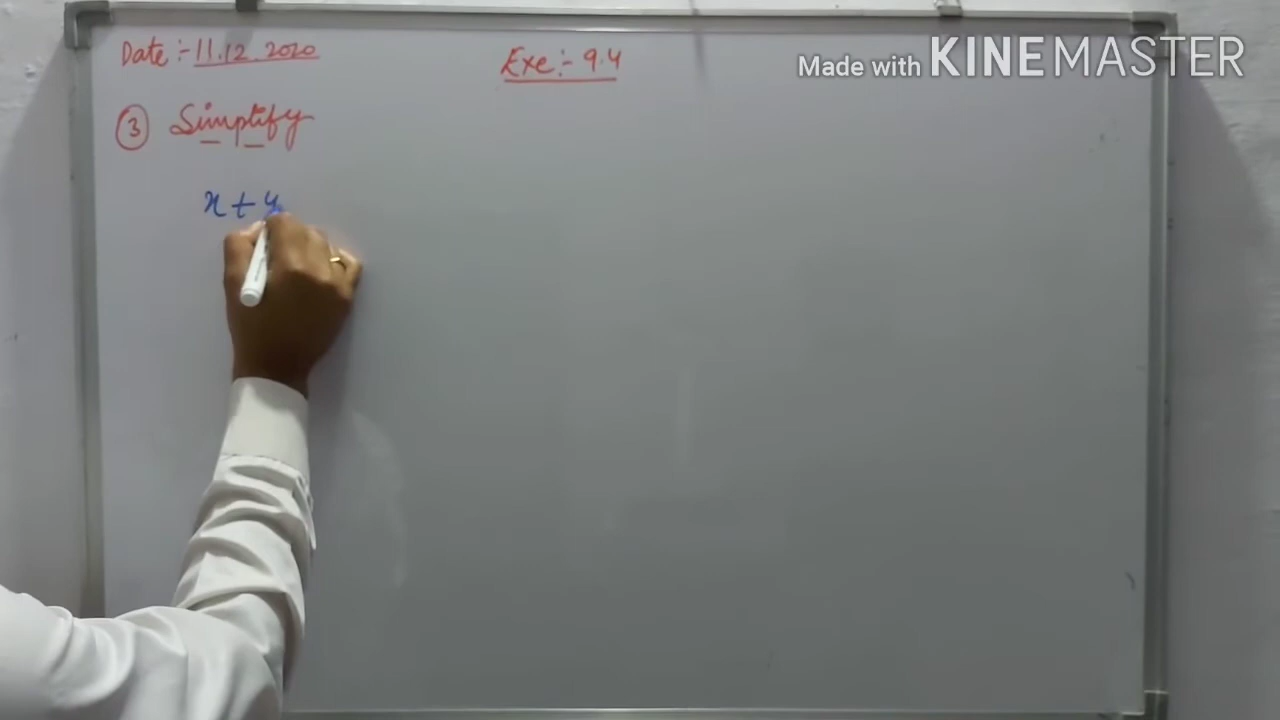 Date :- 11.12.2020
Exe :- 9.4
Made with KINEMASTER
③ Simplify
x + y